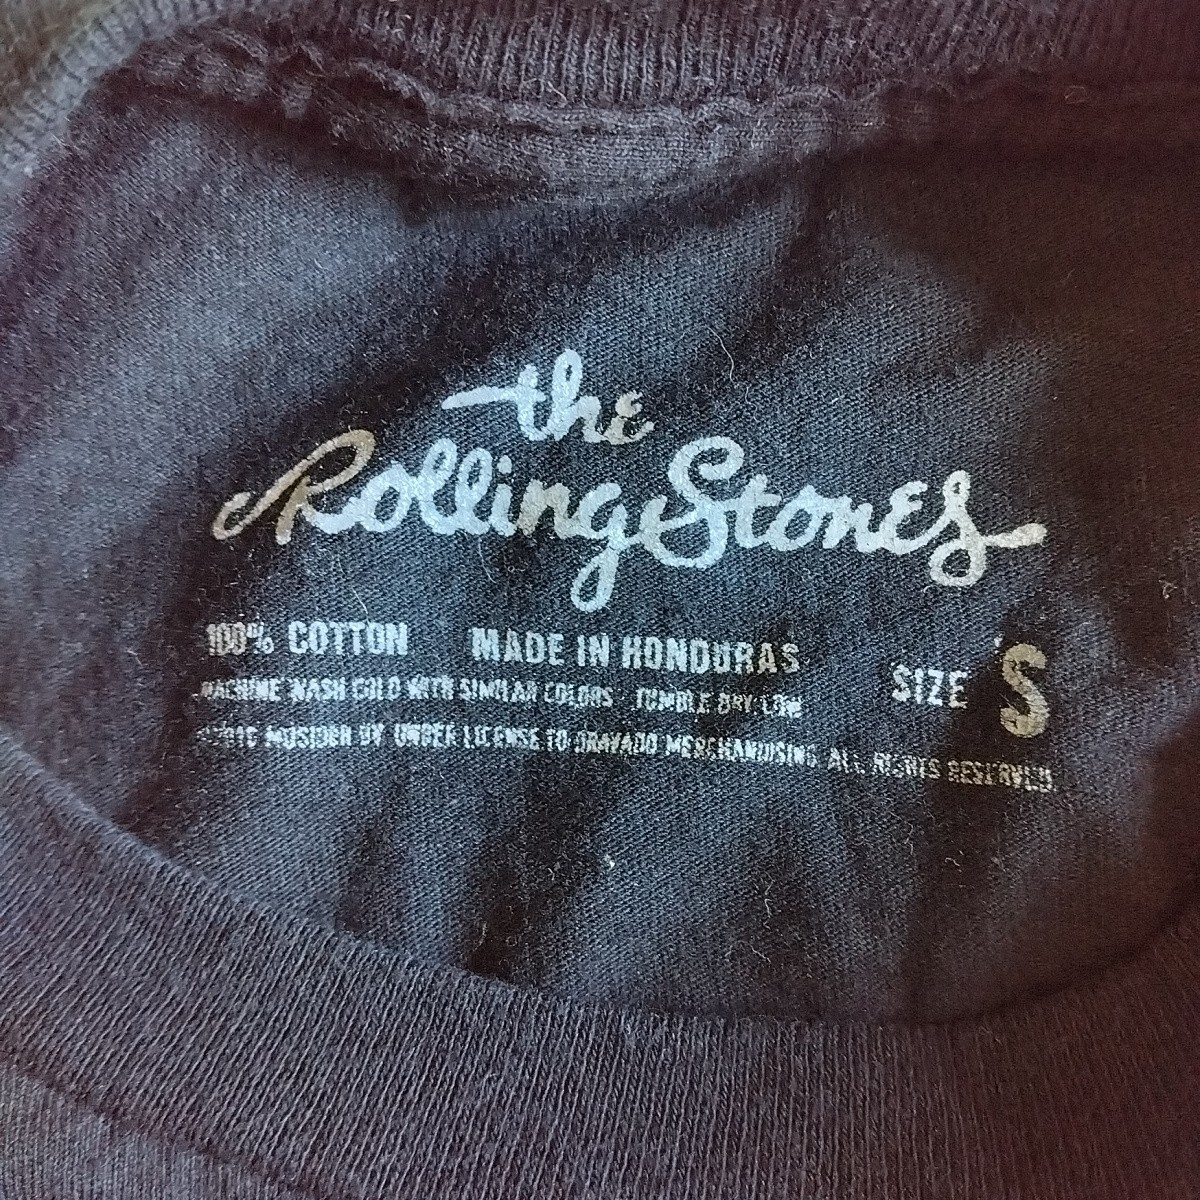 the
Rolling Stones
100% COTTON MADE IN HONDURAS SIZE S
MACHINE WASH COLD WITH SIMILAR COLORS TUMBLE DRY LOW
MUSIDOR BV UNDER LICENSE TO BRAVADO MERCHANDISING ALL RIGHTS RESERVED.